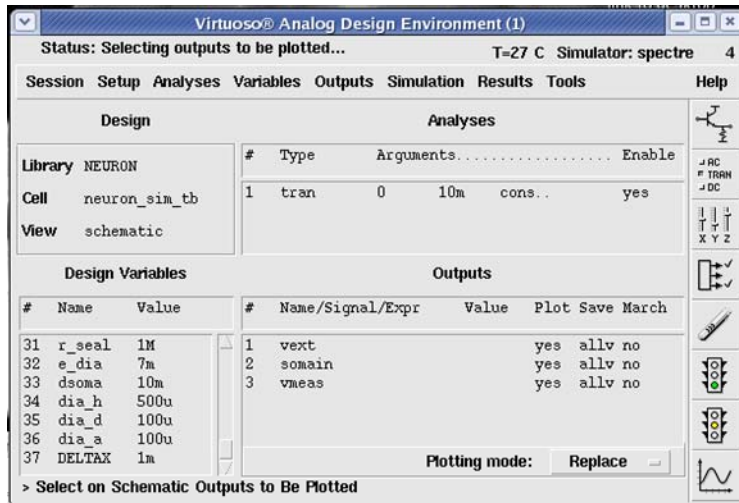 Virtuoso® Analog Design Environment (1)
Status: Selecting outputs to be plotted... T=27 C Simulator: spectre 4
Session Setup Analyses Variables Outputs Simulation Results Tools Help
Design
Library NEURON
Cell neuron_sim_tb
View schematic
Analyses
# Type Arguments................... Enable
1 tran 0 10m cons.. yes
Design Variables
# Name Value
31 r_seal 1M
32 e_dia 7m
33 dsoma 10m
34 dia_h 500u
35 dia_d 100u
36 dia_a 100u
37 DELTAX 1m
Outputs
# Name/Signal/Expr Value Plot Save March
1 vext yes allv no
2 somain yes allv no
3 vmeas yes allv no
Plotting mode: Replace
> Select on Schematic Outputs to Be Plotted
AC
TRAN
DC
X Y Z